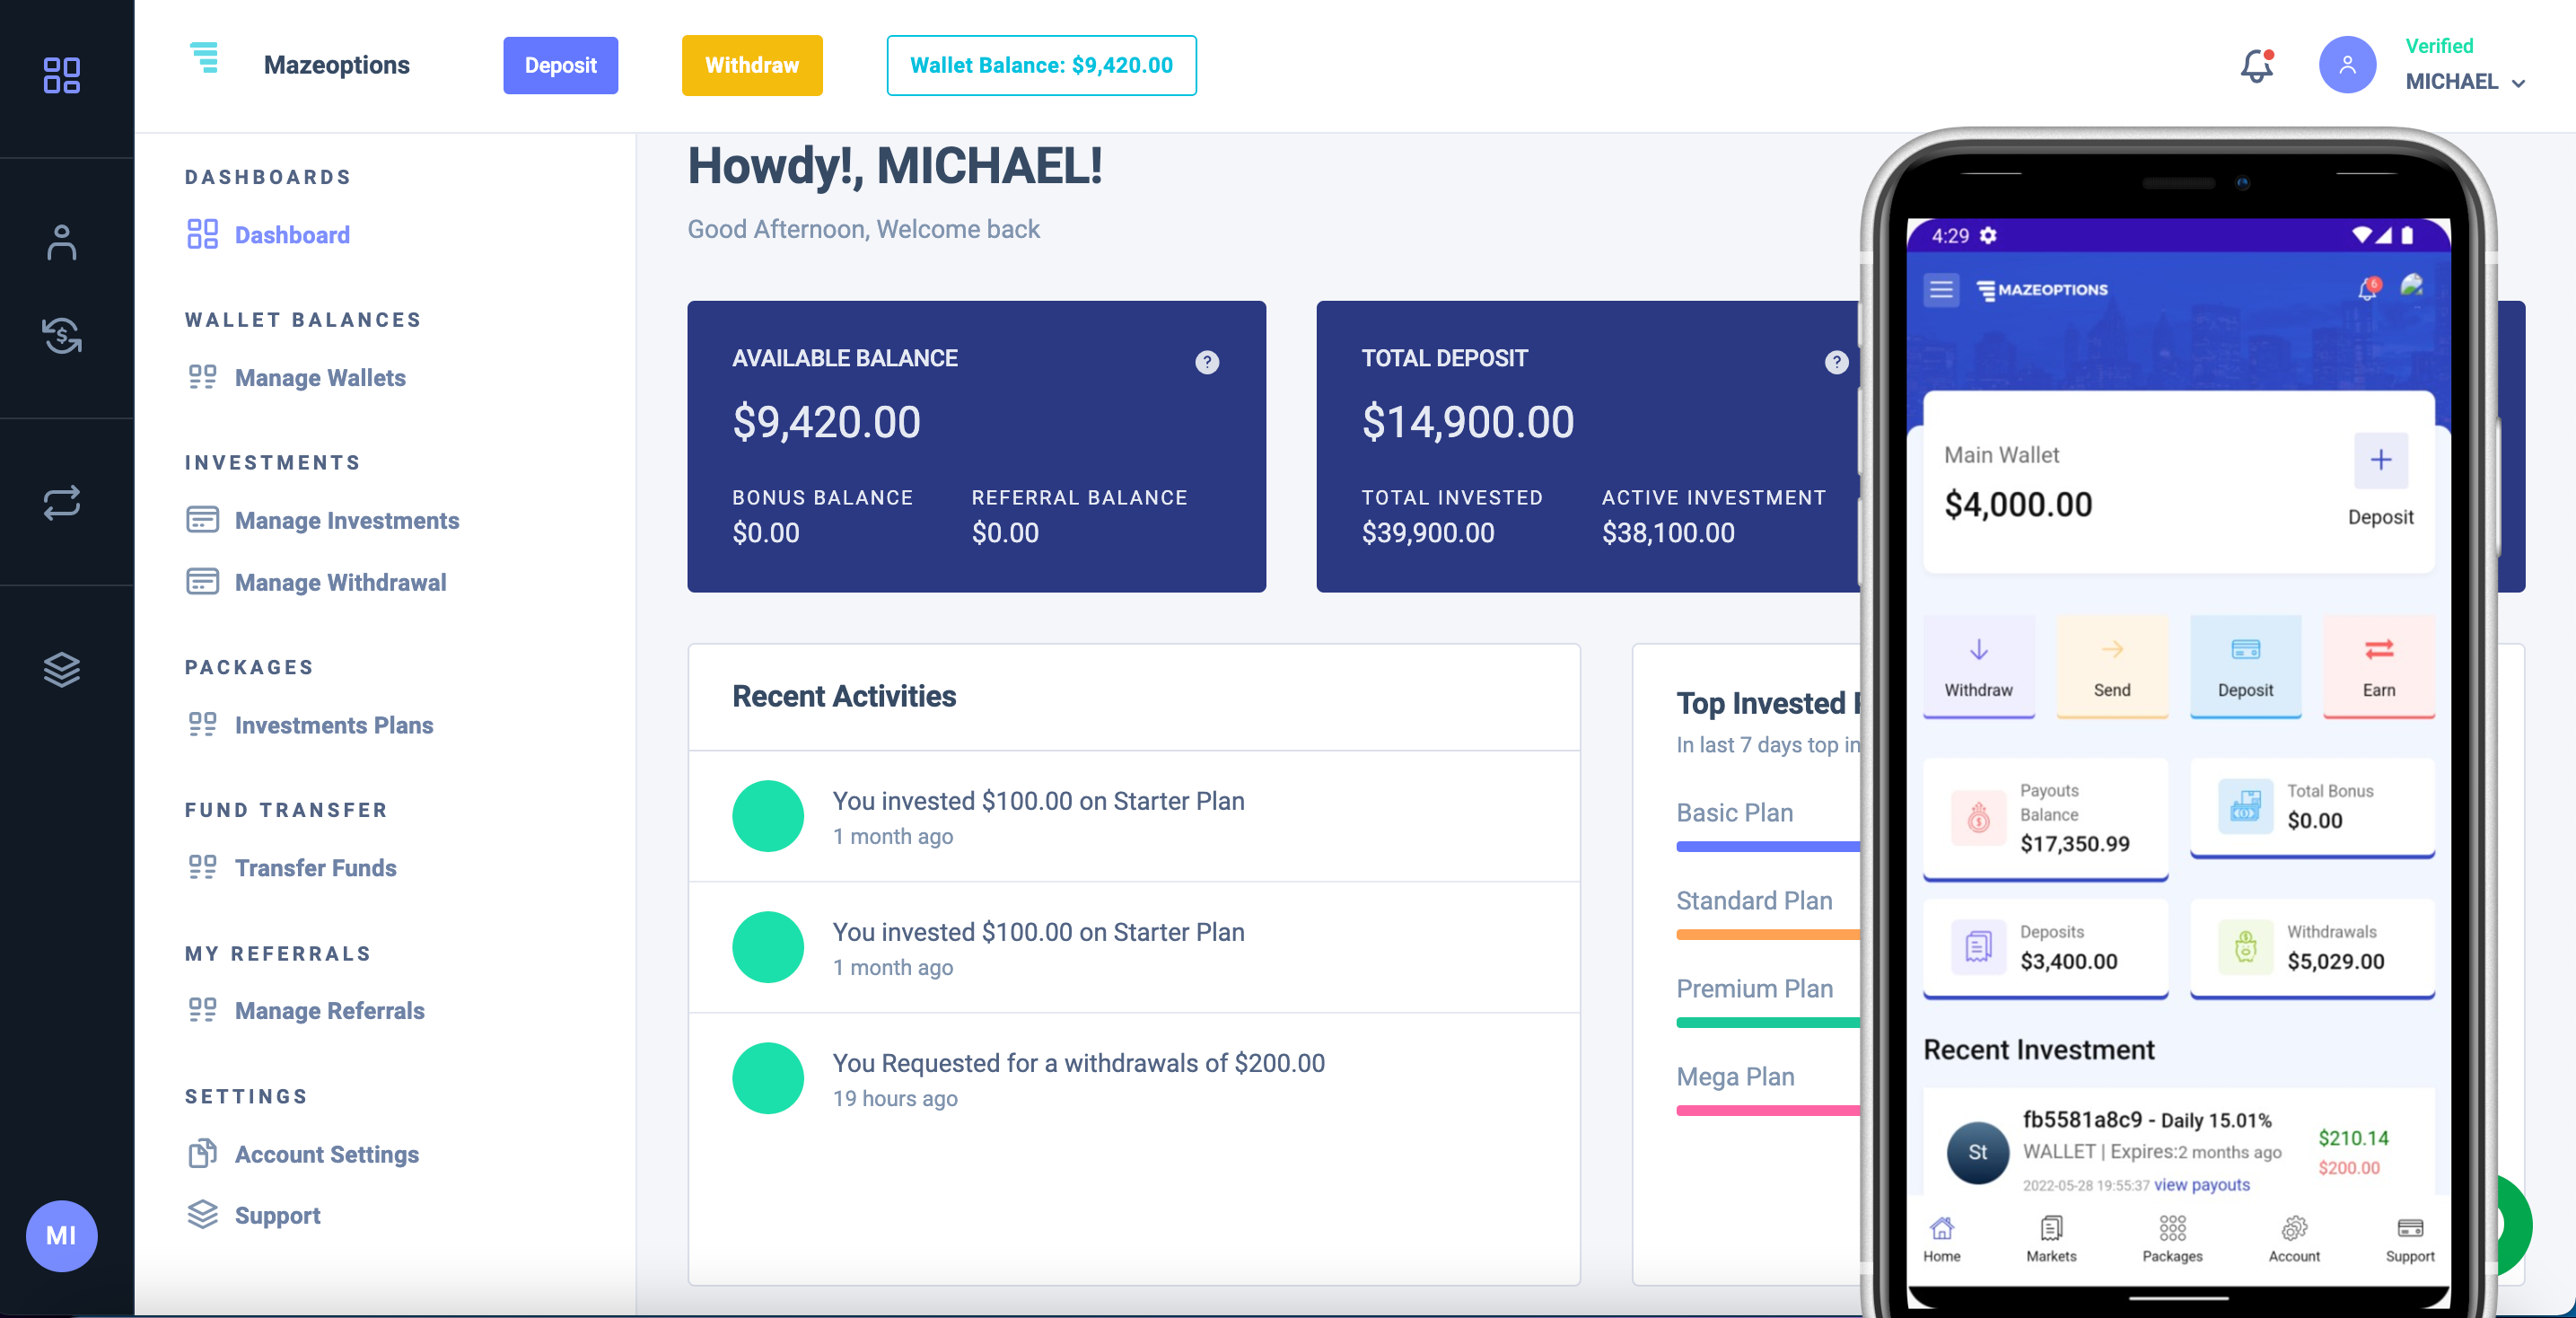 Mazeoptions
Deposit
Withdraw
Wallet Balance: $9,420.00
Verified
MICHAEL
DASHBOARDS
Dashboard
WALLET BALANCES
Manage Wallets
INVESTMENTS
Manage Investments
Manage Withdrawal
PACKAGES
Investments Plans
FUND TRANSFER
Transfer Funds
MY REFERRALS
Manage Referrals
SETTINGS
Account Settings
Support
MI
Howdy!, MICHAEL!
Good Afternoon, Welcome back
AVAILABLE BALANCE
?
$9,420.00
BONUS BALANCE REFERRAL BALANCE
$0.00 $0.00
TOTAL DEPOSIT
?
$14,900.00
TOTAL INVESTED ACTIVE INVESTMENT
$39,900.00 $38,100.00
Recent Activities
You invested $100.00 on Starter Plan
1 month ago
You invested $100.00 on Starter Plan
1 month ago
You Requested for a withdrawals of $200.00
19 hours ago
Top Invested
In last 7 days top
Basic Plan
Standard Plan
Premium Plan
Mega Plan
4:29
MAZEOPTIONS
6
Main Wallet
$4,000.00
Deposit
Withdraw
Send
Deposit
Earn
Payouts
Balance
$17,350.99
Total Bonus
$0.00
Deposits
$3,400.00
Withdrawals
$5,029.00
Recent Investment
St
fb5581a8c9 - Daily 15.01%
WALLET | Expires:2 months ago
2022-05-28 19:55:37 view payouts
$210.14
$200.00
Home
Markets
Packages
Account
Support